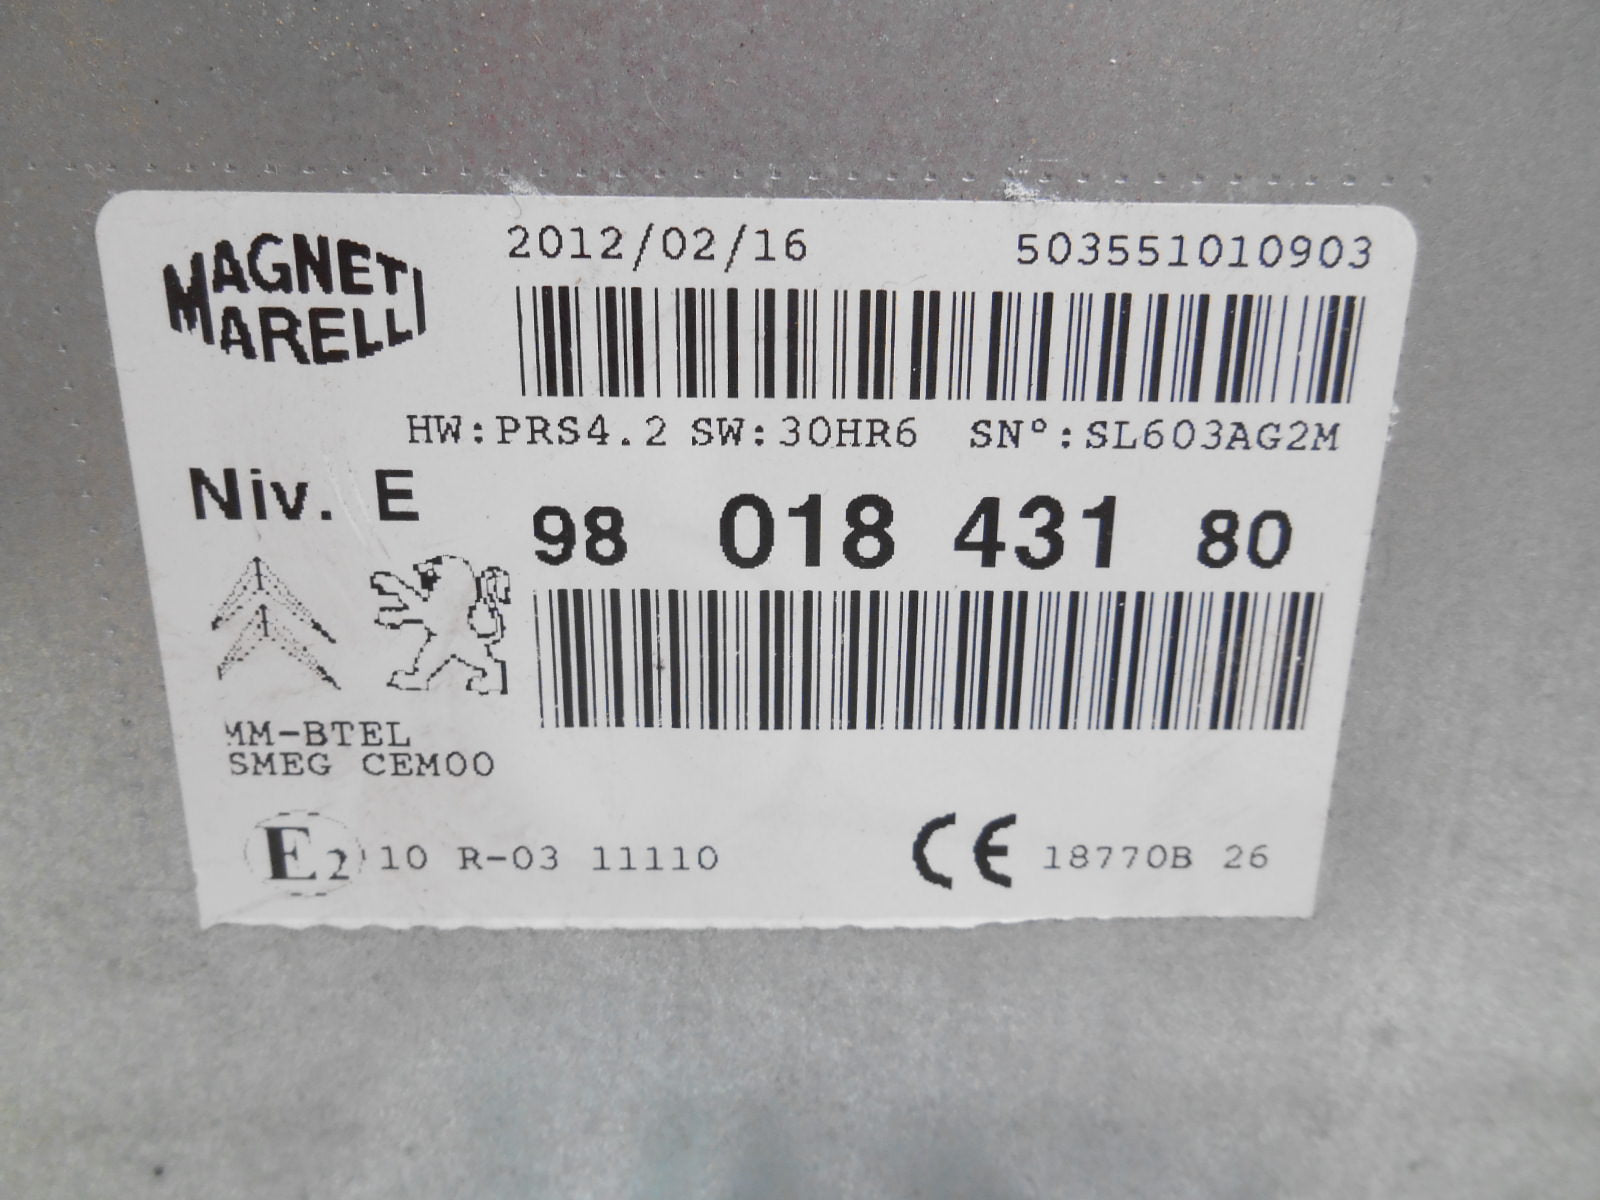 MAGNETI
MARELLI
2012/02/16 503551010903
HW:PRS4.2 SW:30HR6 SN°:SL603AG2M
Niv. E 98 018 431 80
MM-BTEL
SMEG CEM00
E2 10 R-03 11110 CE 18770B 26